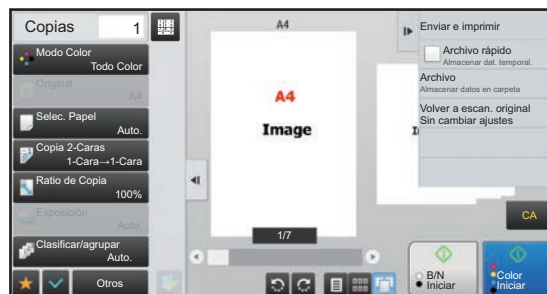 Copias 1
Modo Color
Todo Color
Original
A4
Selec. Papel
Auto.
Copia 2-Caras
1-Cara→1-Cara
Ratio de Copia
100%
Exposición
Auto.
Clasificar/agrupar
Auto.
Otros
A4
A4
Image
1/7
Enviar e imprimir
Archivo rápido
Almacenar dat. temporal.
Archivo
Almacenar datos en carpeta
Volver a escan. original
Sin cambiar ajustes
CA
B/N
Iniciar
Color
Iniciar